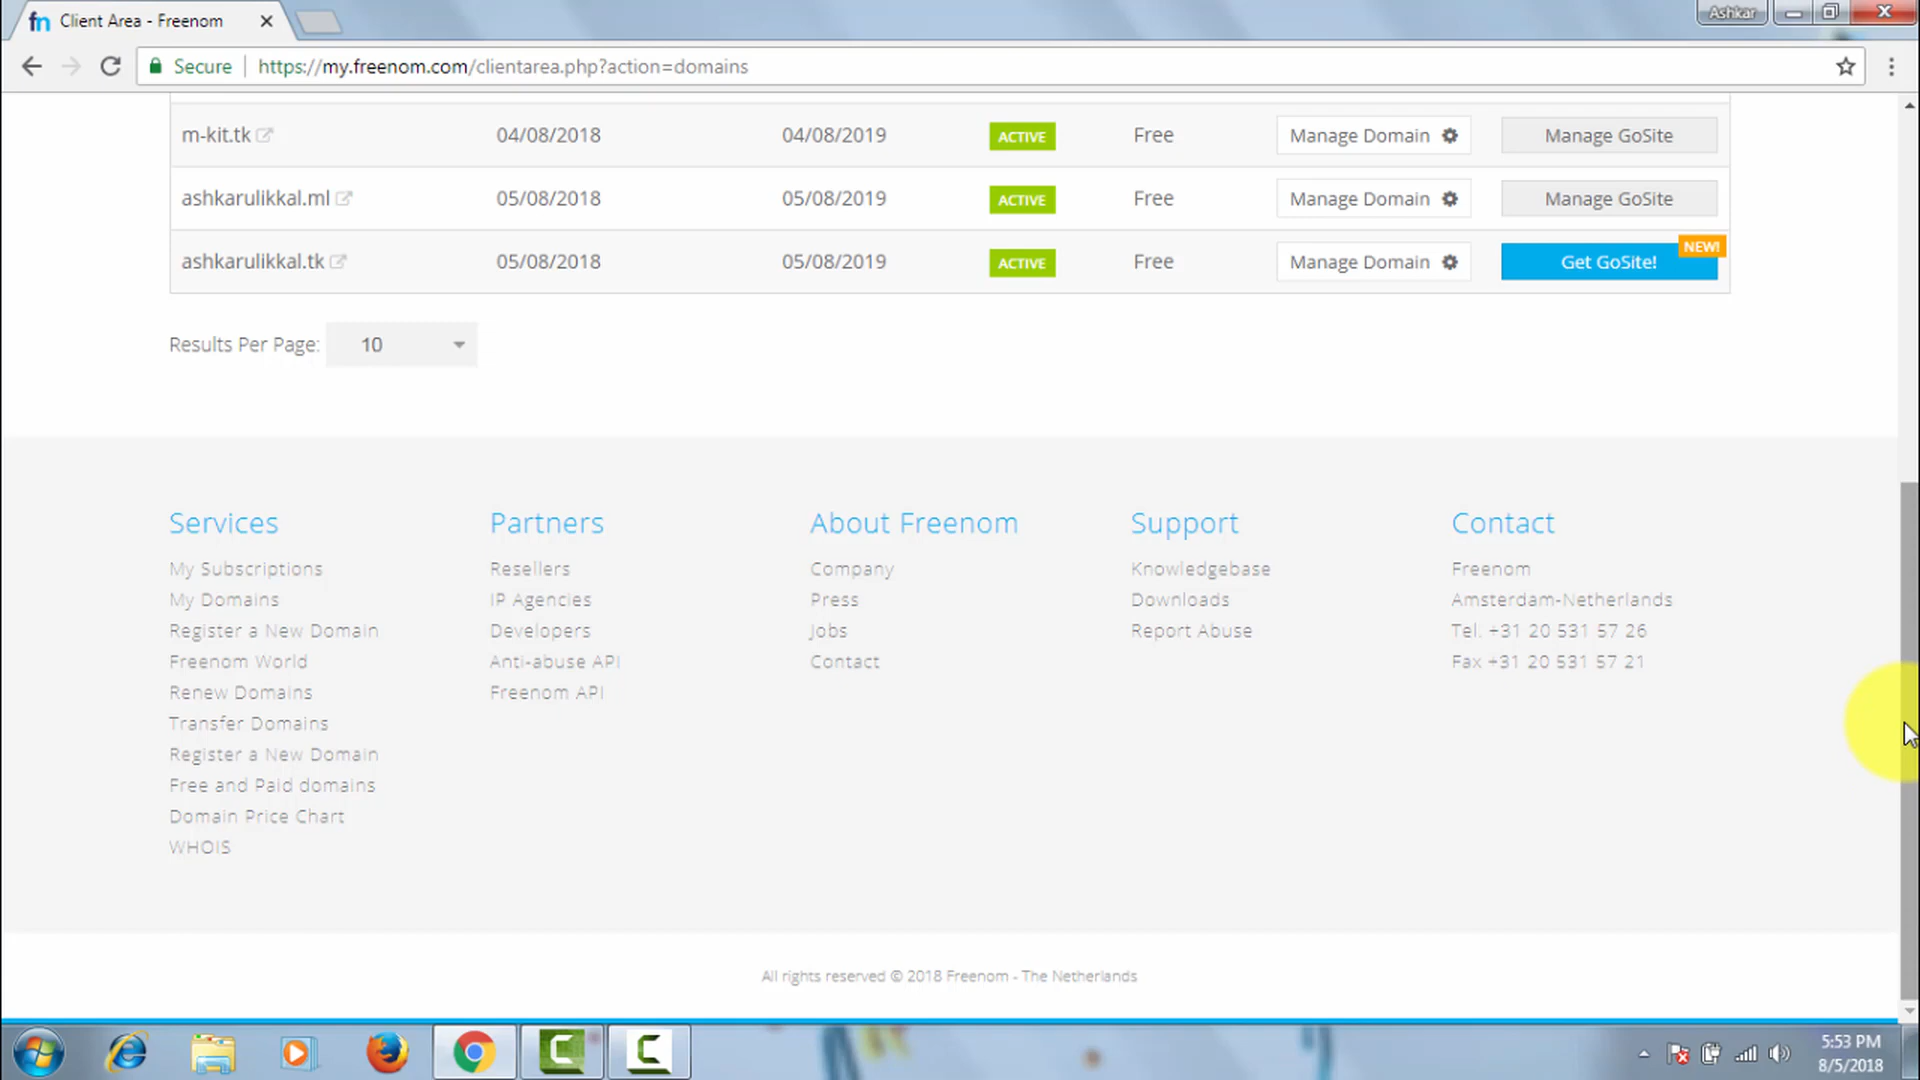 fn Client Area - Freenom
Ashkar
Secure https://my.freenom.com/clientarea.php?action=domains
m-kit.tk 04/08/2018 04/08/2019 ACTIVE Free Manage Domain Manage GoSite
ashkarulikkal.ml 05/08/2018 05/08/2019 ACTIVE Free Manage Domain Manage GoSite
NEW!
ashkarulikkal.tk 05/08/2018 05/08/2019 ACTIVE Free Manage Domain Get GoSite!
Results Per Page: 10
Services
My Subscriptions
My Domains
Register a New Domain
Freenom World
Renew Domains
Transfer Domains
Register a New Domain
Free and Paid domains
Domain Price Chart
WHOIS
Partners
Resellers
IP Agencies
Developers
Anti-abuse API
Freenom API
About Freenom
Company
Press
Jobs
Contact
Support
Knowledgebase
Downloads
Report Abuse
Contact
Freenom
Amsterdam-Netherlands
Tel. +31 20 531 57 26
Fax +31 20 531 57 21
All rights reserved © 2018 Freenom - The Netherlands
5:53 PM
8/5/2018